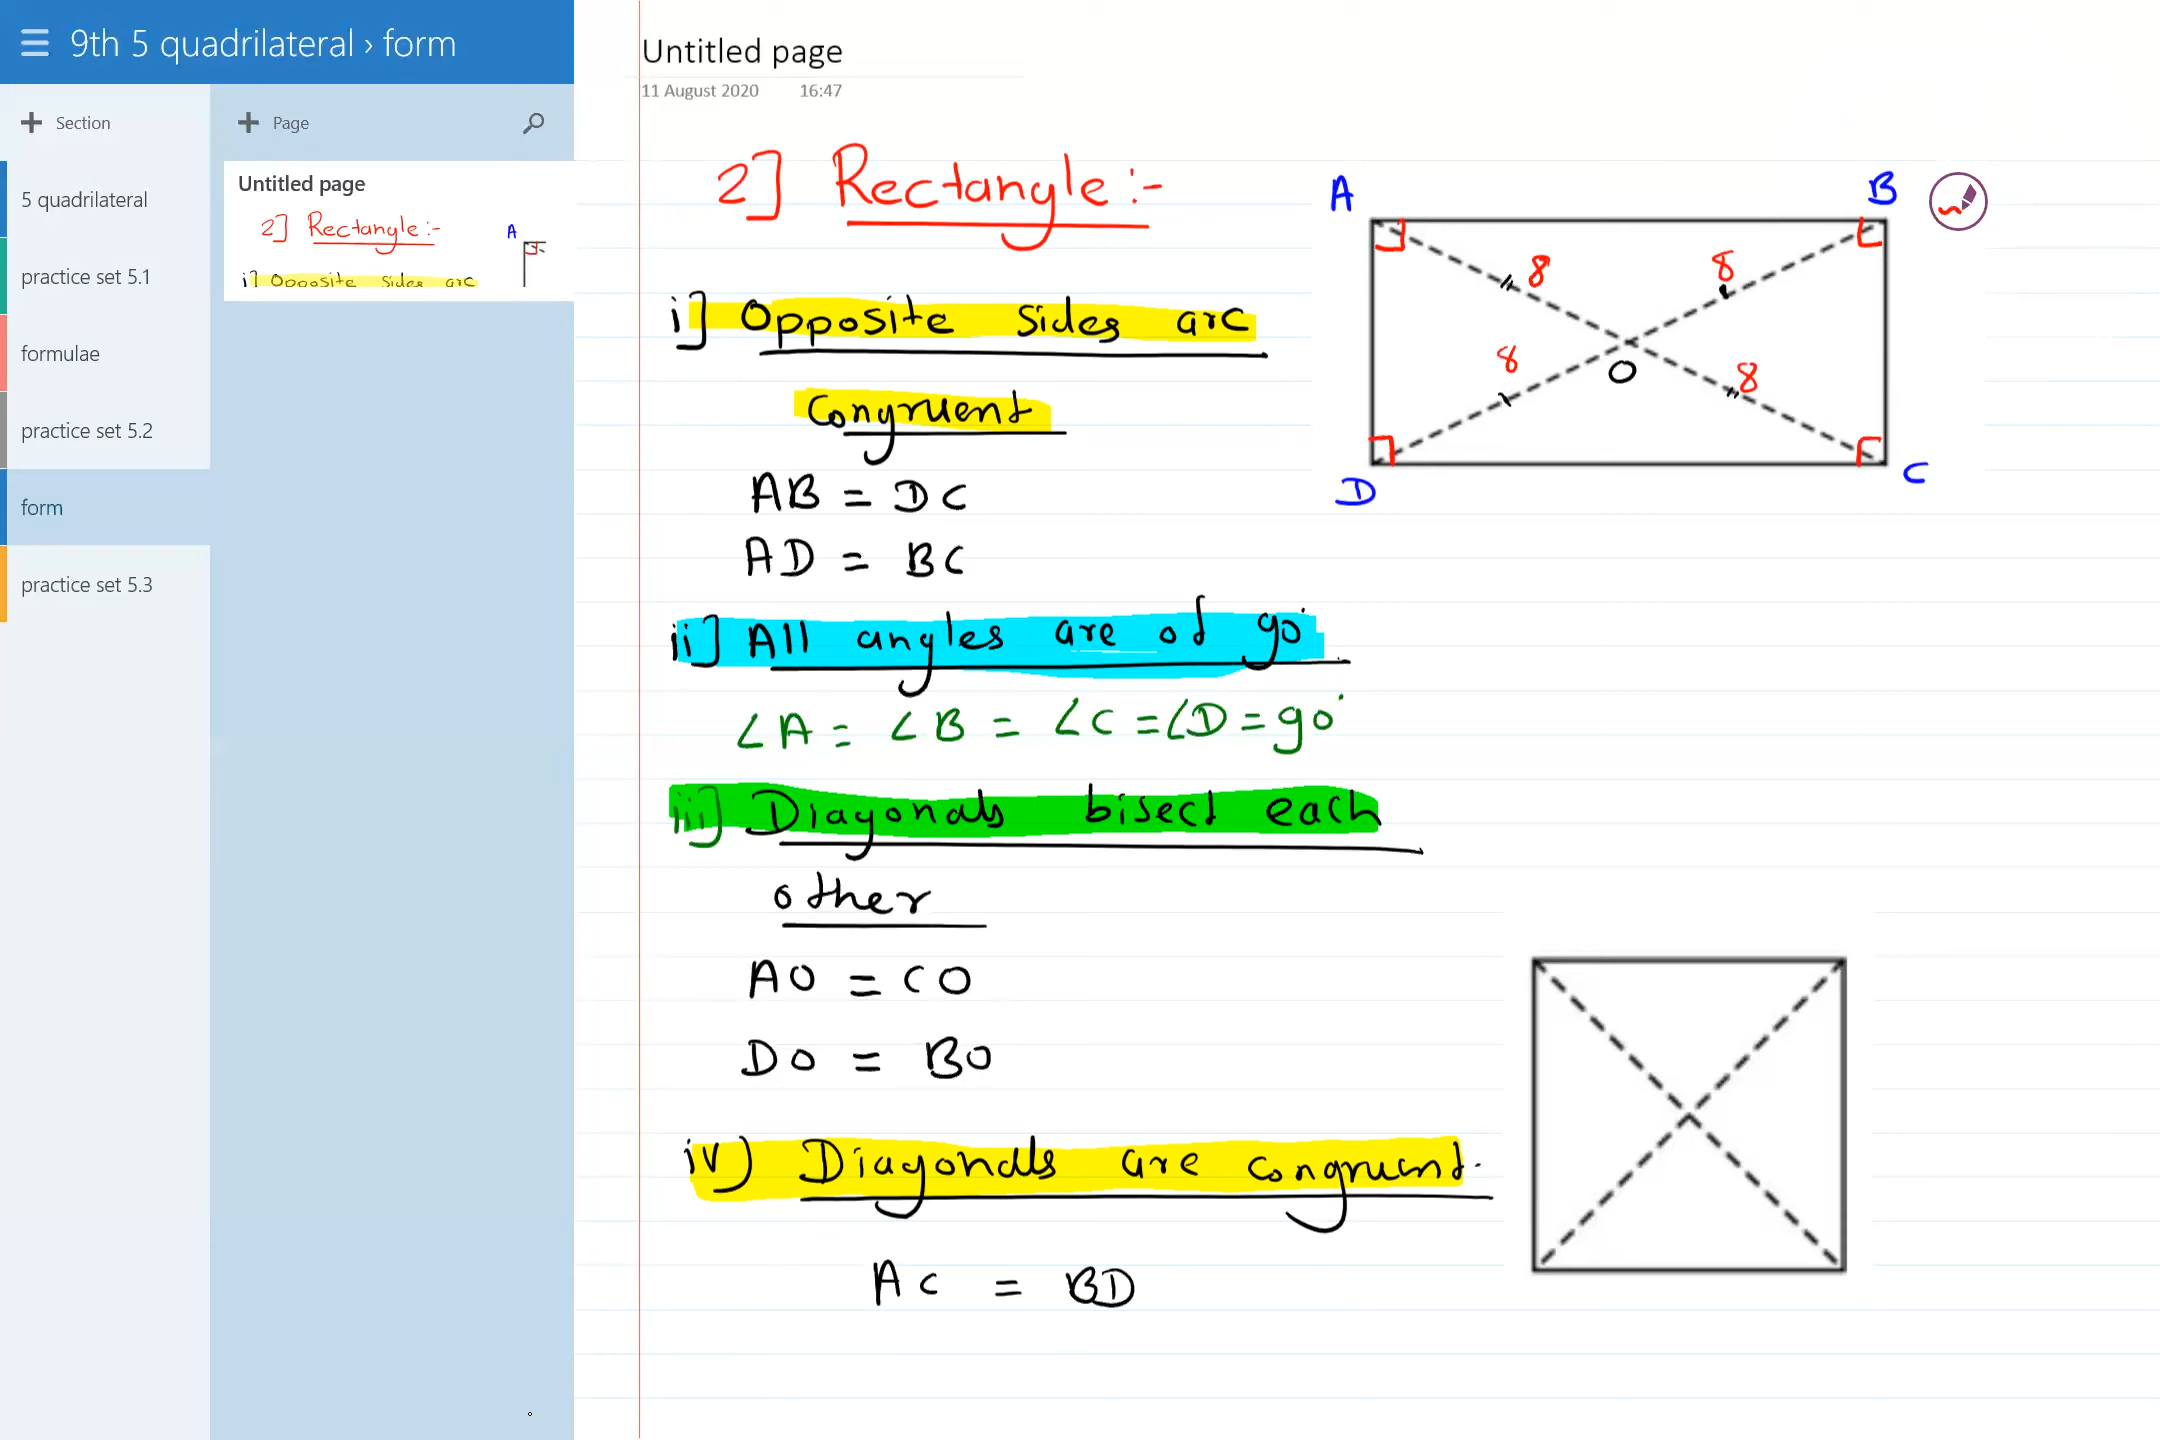 9th 5 quadrilateral › form
Section
Page
5 quadrilateral
practice set 5.1
formulae
practice set 5.2
form
practice set 5.3
Untitled page
2] Rectangle :-
A
i] Opposite sides are
Untitled page
11 August 2020 16:47
2] Rectangle :-
i] Opposite sides are
congruent
AB = DC
AD = BC
ii] All angles are of 90°
∠A = ∠B = ∠C = ∠D = 90°
iii] Diagonals bisect each
other
AO = CO
DO = BO
iv) Diagonals are congruent.
AC = BD
A B
8 8
8 O 8
D C